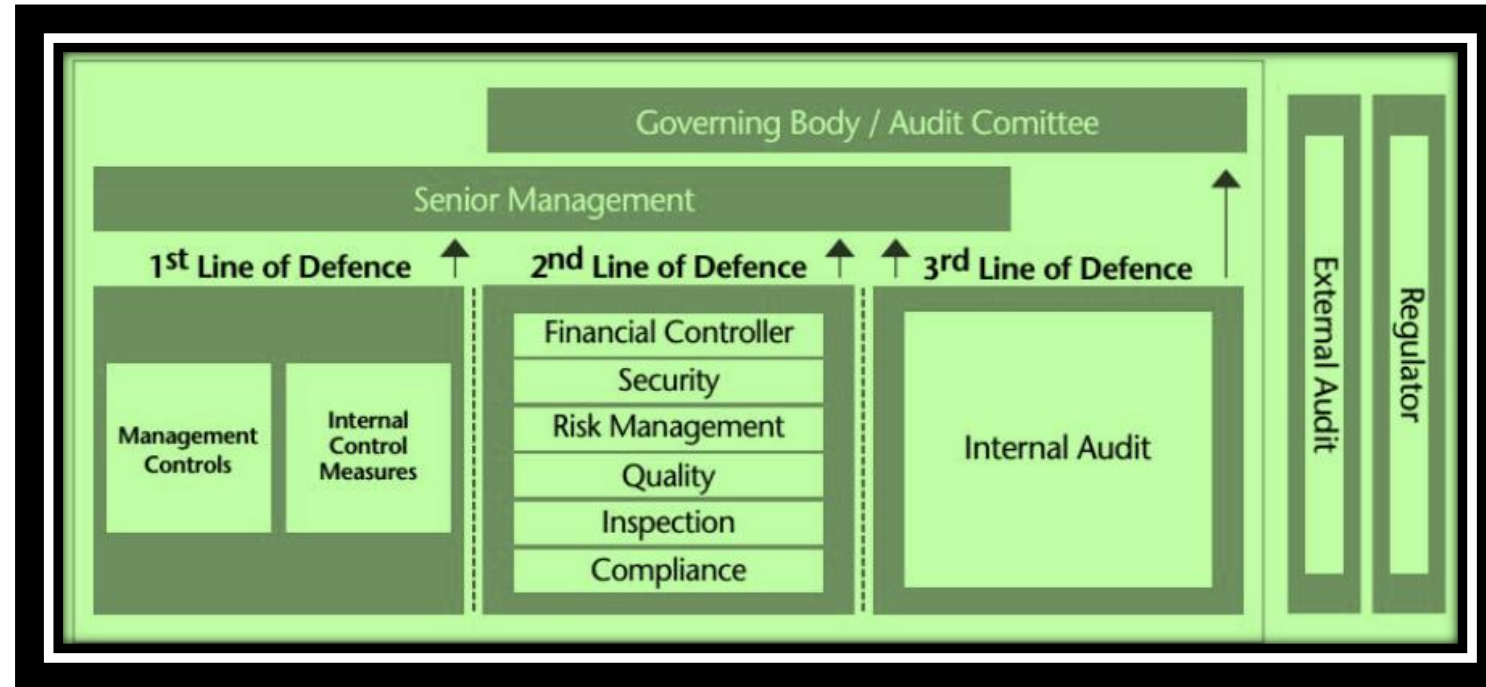 Governing Body / Audit Comittee
Senior Management
1st Line of Defence
2nd Line of Defence
3rd Line of Defence
Management
Controls
Internal
Control
Measures
Financial Controller
Security
Risk Management
Quality
Inspection
Compliance
Internal Audit
External Audit
Regulator